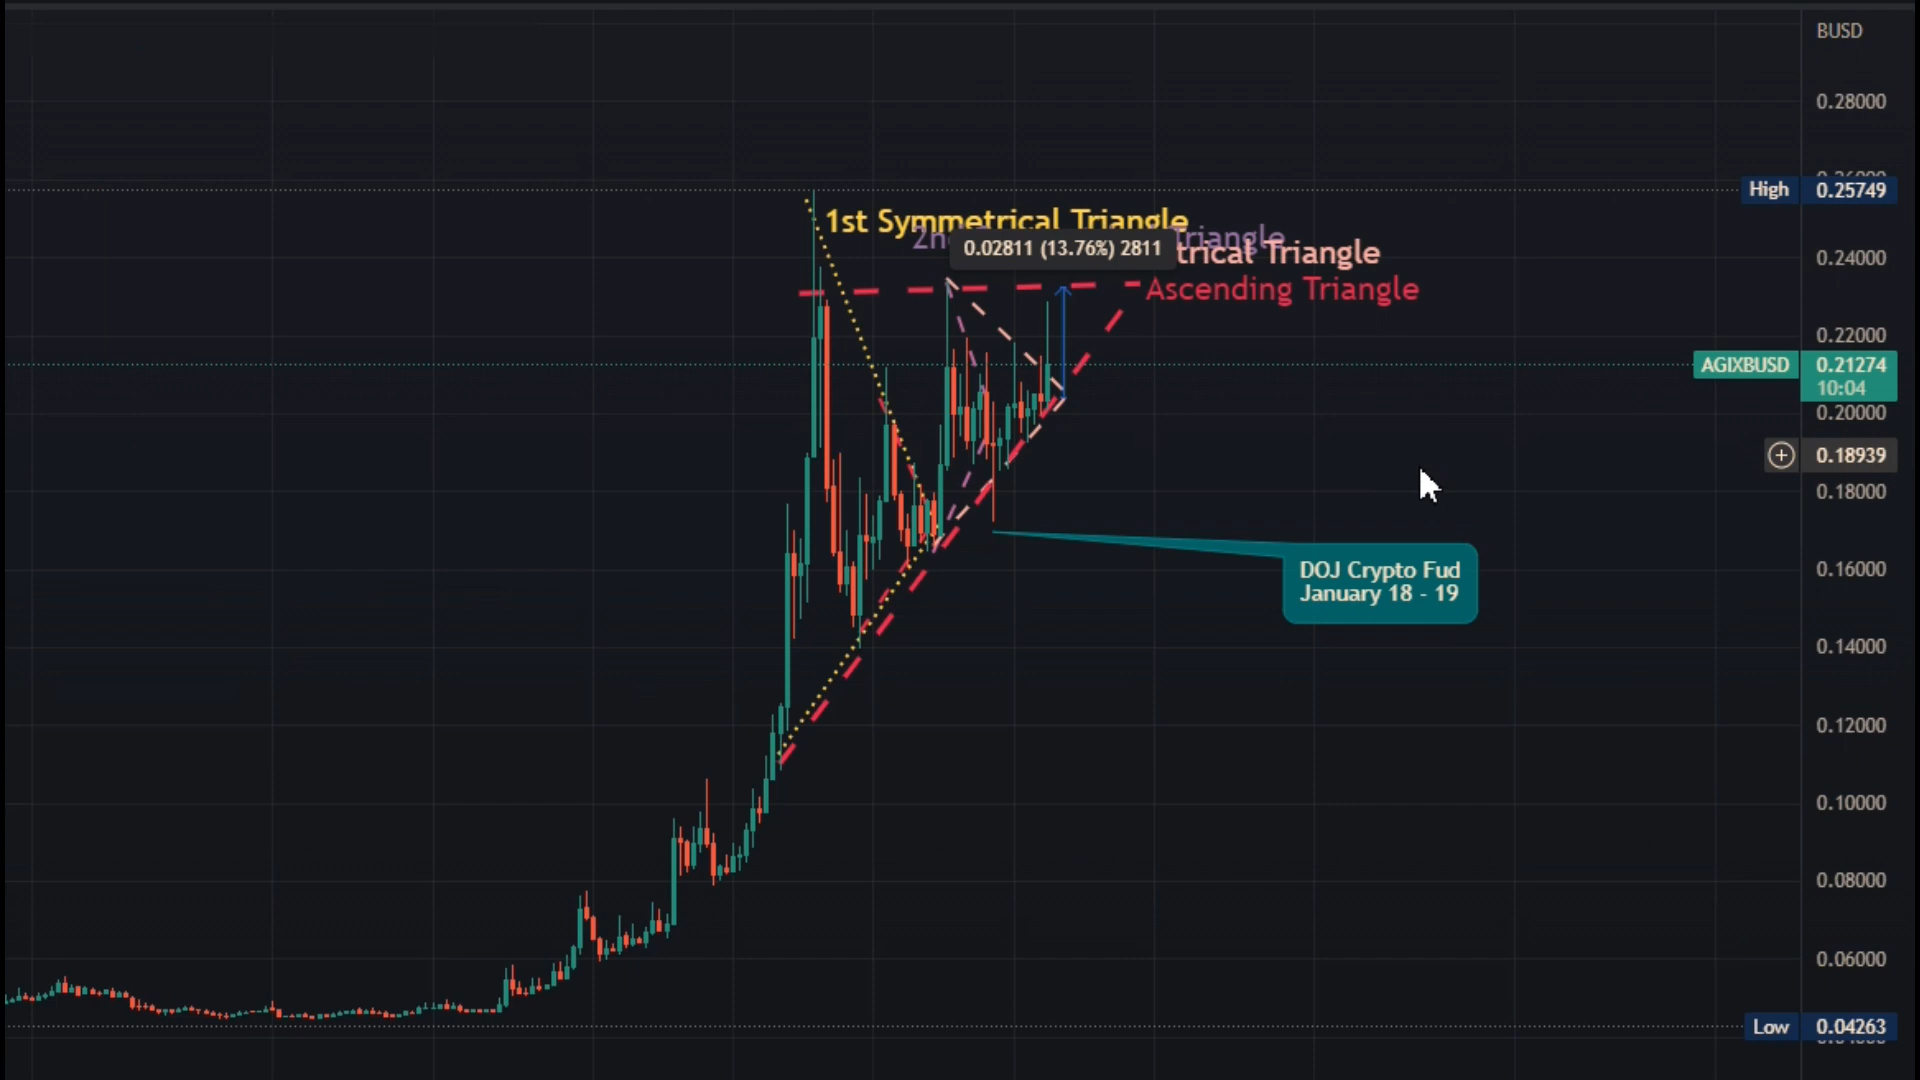 BUSD
0.28000
High 0.25749
1st Symmetrical Triangle
2nd Triangle
0.02811 (13.76%) 2811
trical Triangle
0.24000
Ascending Triangle
0.22000
AGIXBUSD 0.21274
10:04
0.20000
0.18939
0.18000
DOJ Crypto Fud
January 18 - 19
0.16000
0.14000
0.12000
0.10000
0.08000
0.06000
Low 0.04263